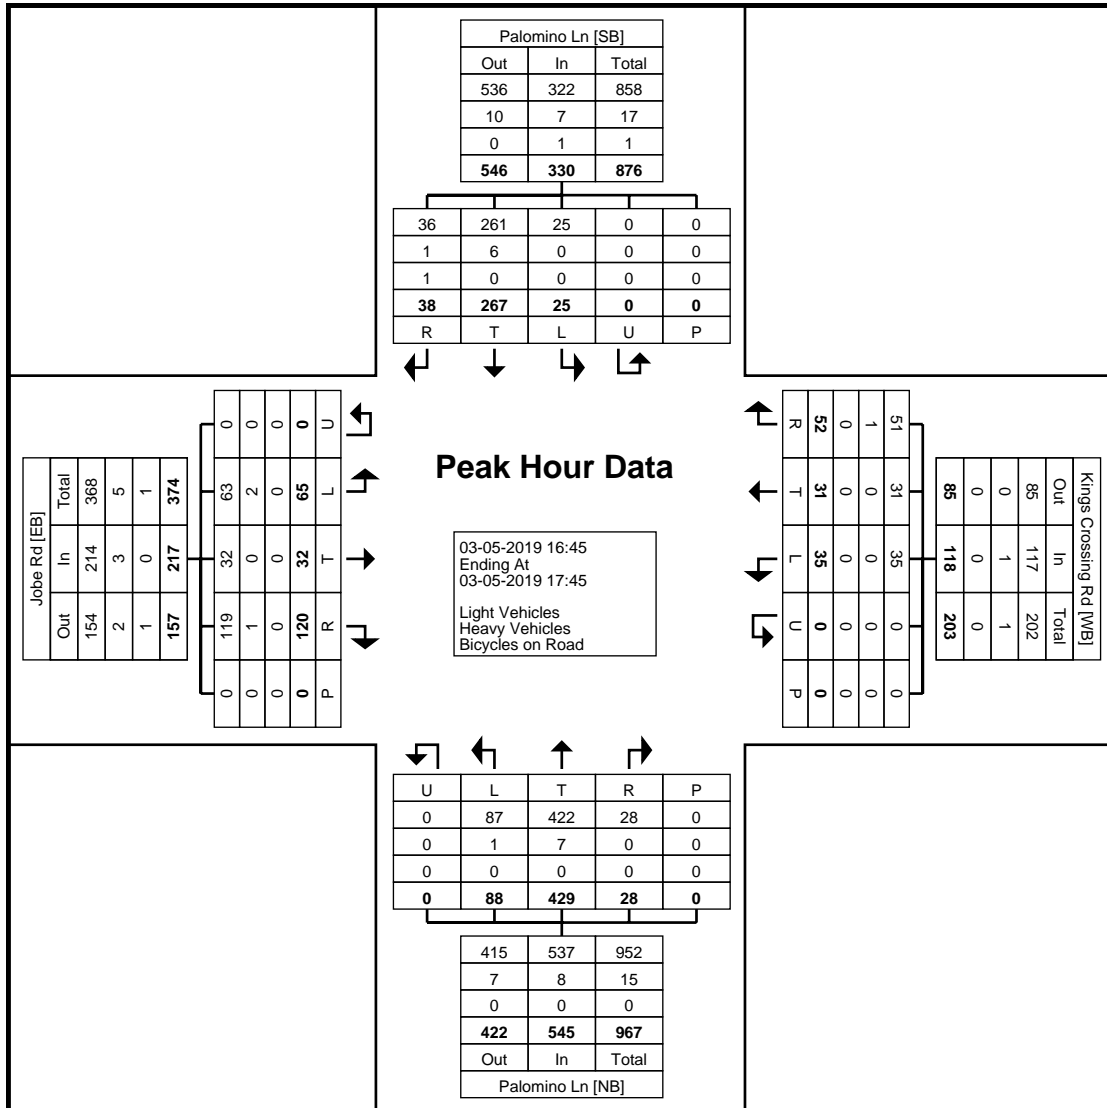 Palomino Ln [SB]
Out In Total
536 322 858
10 7 17
0 1 1
546 330 876
36 261 25 0 0
1 6 0 0 0
1 0 0 0 0
38 267 25 0 0
R T L U P
Jobe Rd [EB]
Total In Out
368 214 154
5 3 2
1 0 1
374 217 157
0 63 32 119 0
0 2 0 1 0
0 0 0 0 0
0 65 32 120 0
U L T R P
Peak Hour Data
03-05-2019 16:45
Ending At
03-05-2019 17:45
Light Vehicles
Heavy Vehicles
Bicycles on Road
Kings Crossing Rd [WB]
Out In Total
85 117 202
0 1 1
0 0 0
85 118 203
51 31 35 0 0
1 0 0 0 0
0 0 0 0 0
52 31 35 0 0
R T L U P
U L T R P
0 87 422 28 0
0 1 7 0 0
0 0 0 0 0
0 88 429 28 0
415 537 952
7 8 15
0 0 0
422 545 967
Out In Total
Palomino Ln [NB]